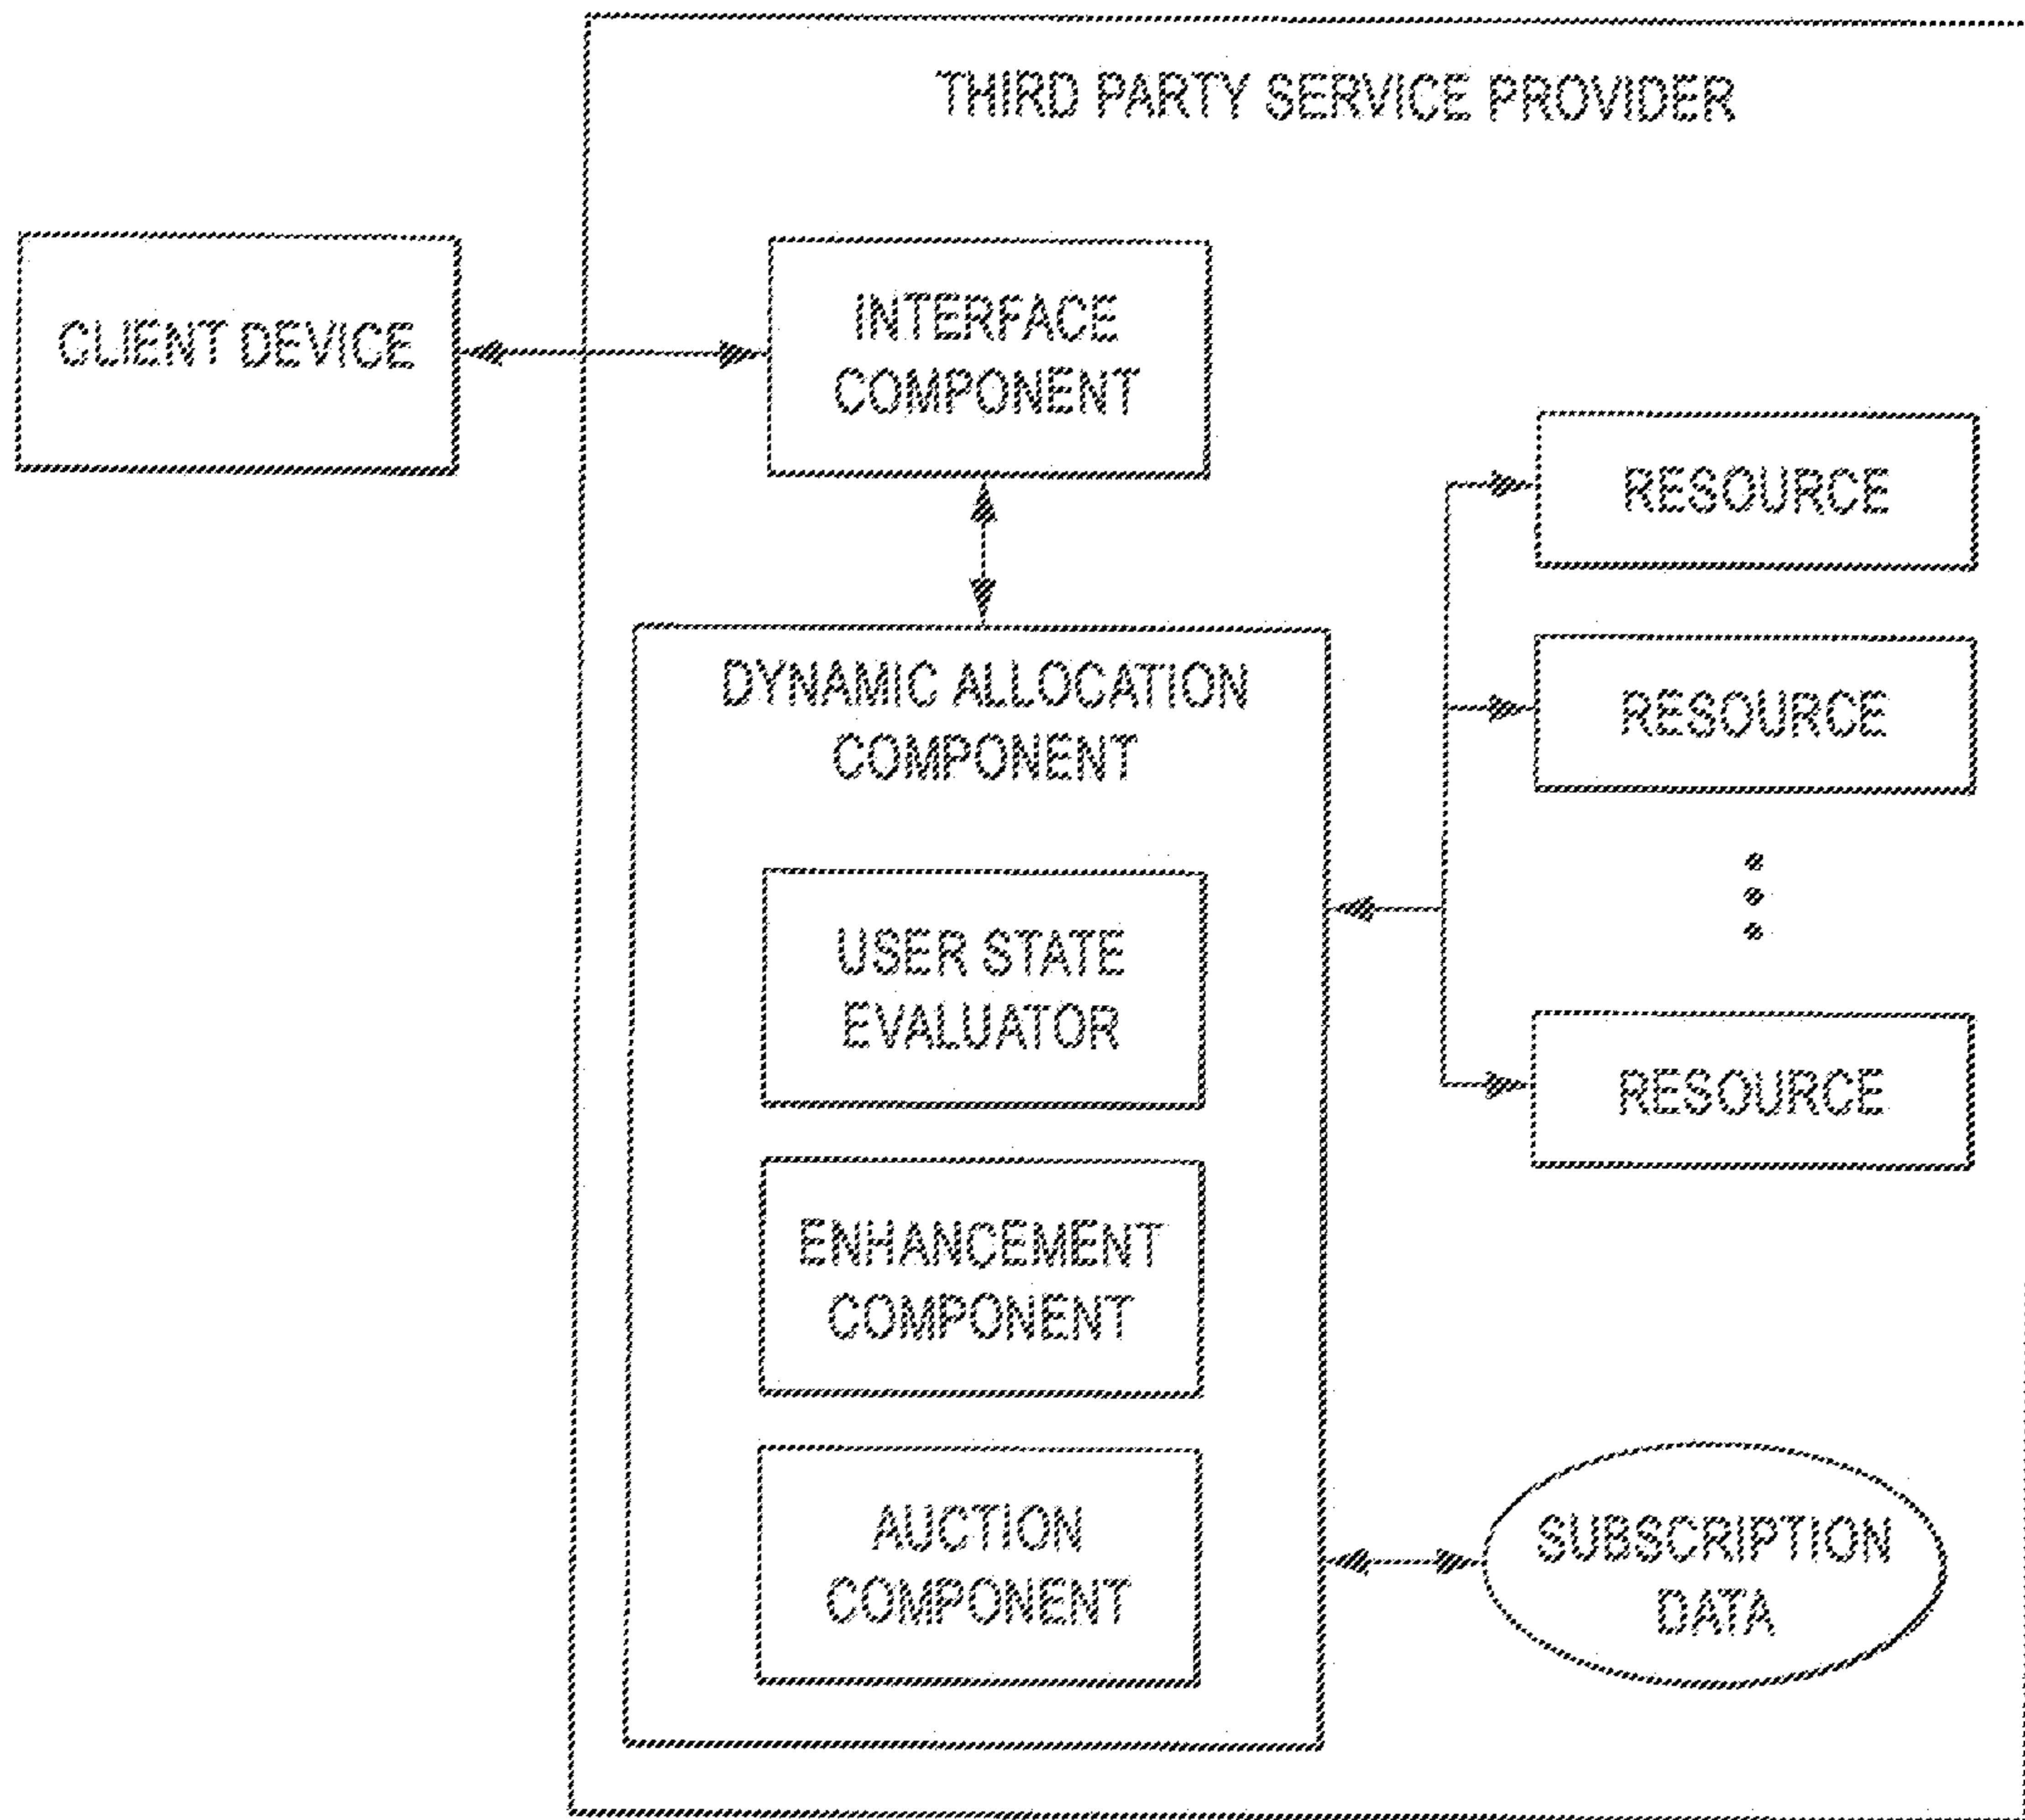 THIRD PARTY SERVICE PROVIDER
CLIENT DEVICE
INTERFACE
COMPONENT
RESOURCE
DYNAMIC ALLOCATION
COMPONENT
RESOURCE
USER STATE
EVALUATOR
RESOURCE
ENHANCEMENT
COMPONENT
AUCTION
COMPONENT
SUBSCRIPTION
DATA